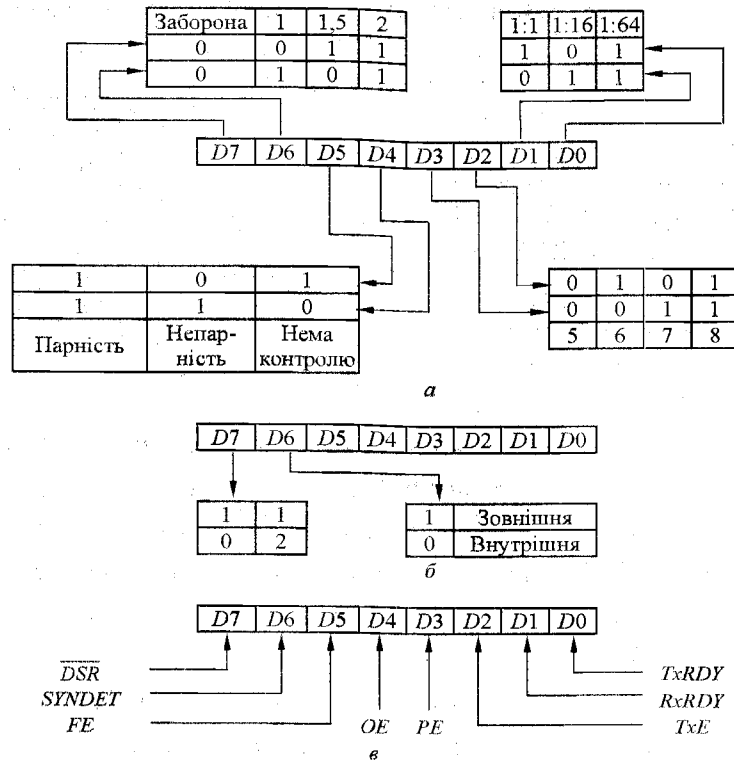 Заборона 1 1,5 2
0 0 1 1
0 1 0 1
1:1 1:16 1:64
1 0 1
0 1 1
D7 D6 D5 D4 D3 D2 D1 D0
1 0 1
1 1 0
Парність Непар- ність Нема контролю
0 1 0 1
0 0 1 1
5 6 7 8
а
D7 D6 D5 D4 D3 D2 D1 D0
1 1
0 2
1 Зовнішня
0 Внутрішня
б
D7 D6 D5 D4 D3 D2 D1 D0
DSR
SYNDET
FE
OE
PE
TxRDY
RxRDY
TxE
в